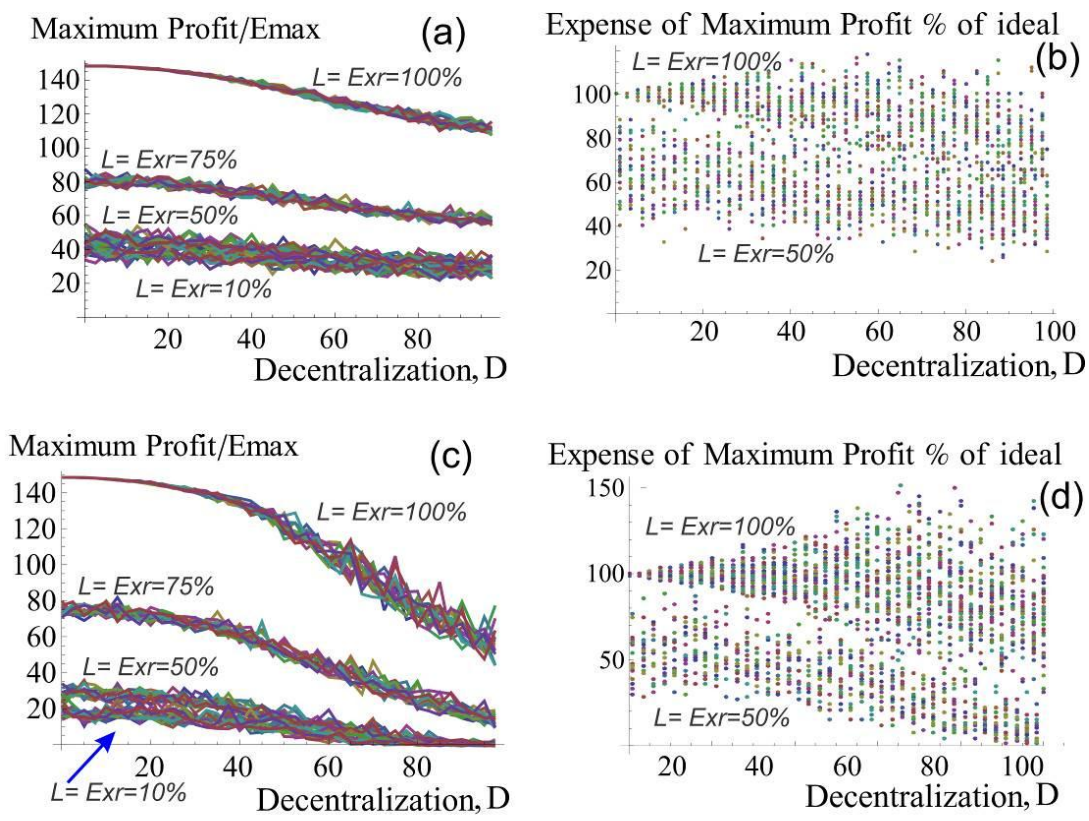 Maximum Profit/Emax
(a)
L= Exr=100%
L= Exr=75%
L= Exr=50%
L= Exr=10%
140
120
100
80
60
40
20
20 40 60 80
Decentralization, D
Expense of Maximum Profit % of ideal
(b)
L= Exr=100%
L= Exr=50%
100
80
60
40
20
20 40 60 80 100
Decentralization, D
Maximum Profit/Emax
(c)
L= Exr=100%
L= Exr=75%
L= Exr=50%
L= Exr=10%
140
120
100
80
60
40
20
20 40 60 80
Decentralization, D
Expense of Maximum Profit % of ideal
(d)
L= Exr=100%
L= Exr=50%
150
100
50
20 40 60 80 100
Decentralization, D